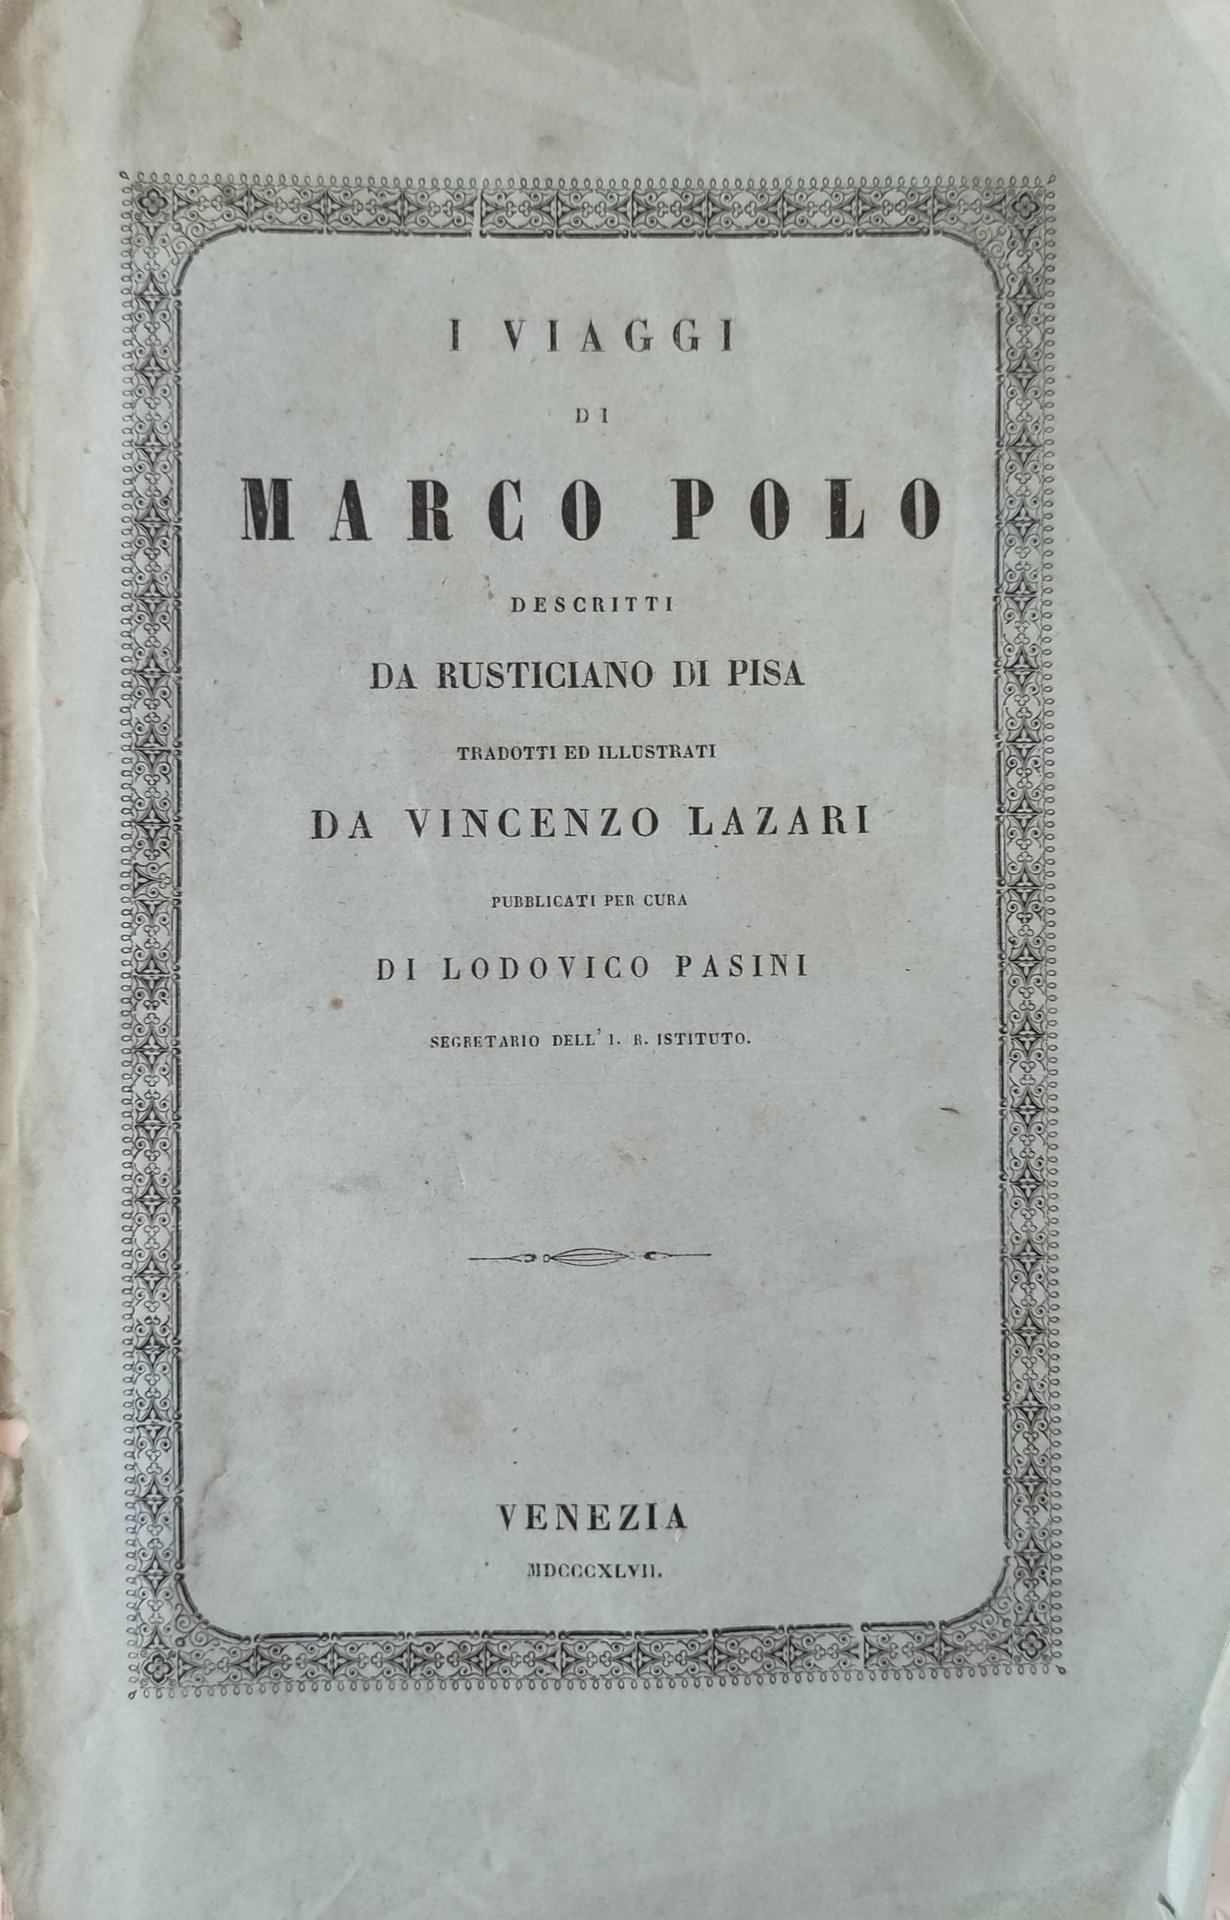 I VIAGGI
DI
MARCO POLO
DESCRITTI
DA RUSTICIANO DI PISA
TRADOTTI ED ILLUSTRATI
DA VINCENZO LAZARI
PUBBLICATI PER CURA
DI LODOVICO PASINI
SEGRETARIO DELL' I. R. ISTITUTO.
VENEZIA
MDCCCXLVII.